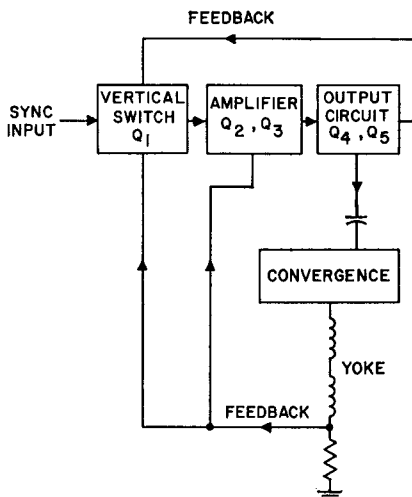 FEEDBACK
SYNC
INPUT
VERTICAL
SWITCH
Q1
AMPLIFIER
Q2, Q3
OUTPUT
CIRCUIT
Q4, Q5
CONVERGENCE
YOKE
FEEDBACK